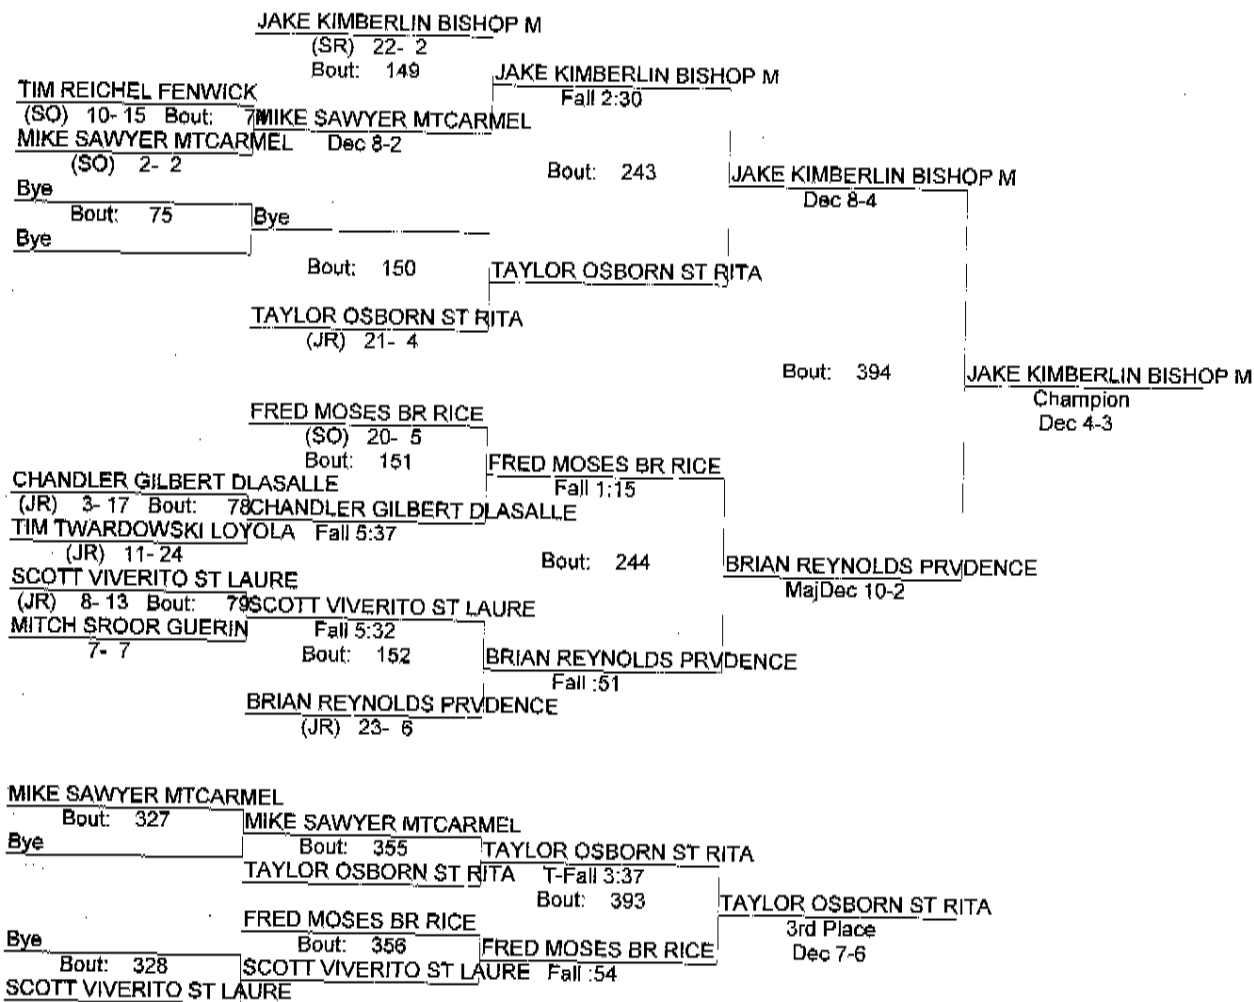 JAKE KIMBERLIN BISHOP M
(SR) 22- 2
Bout: 149
JAKE KIMBERLIN BISHOP M
Fall 2:30
TIM REICHEL FENWICK
(SO) 10- 15 Bout:
MIKE SAWYER MTCARMEL
MIKE SAWYER MTCARMEL Dec 8-2
(SO) 2- 2
Bout: 243
JAKE KIMBERLIN BISHOP M
Dec 8-4
Bye
Bout: 75
Bye
Bye
Bout: 150
TAYLOR OSBORN ST RITA
TAYLOR OSBORN ST RITA
(JR) 21- 4
Bout: 394
JAKE KIMBERLIN BISHOP M
Champion
Dec 4-3
FRED MOSES BR RICE
(SO) 20- 5
Bout: 151
FRED MOSES BR RICE
Fall 1:15
CHANDLER GILBERT DLASALLE
(JR) 3- 17 Bout: 78
CHANDLER GILBERT DLASALLE
TIM TWARDOWSKI LOYOLA Fall 5:37
(JR) 11- 24
Bout: 244
BRIAN REYNOLDS PRVDENCE
MajDec 10-2
SCOTT VIVERITO ST LAURE
(JR) 8- 13 Bout: 79
SCOTT VIVERITO ST LAURE
MITCH SROOR GUERIN Fall 5:32
7- 7
Bout: 152
BRIAN REYNOLDS PRVDENCE
Fall :51
BRIAN REYNOLDS PRVDENCE
(JR) 23- 6
MIKE SAWYER MTCARMEL
Bout: 327
MIKE SAWYER MTCARMEL
Bye
Bout: 355
TAYLOR OSBORN ST RITA
TAYLOR OSBORN ST RITA T-Fall 3:37
Bout: 393
TAYLOR OSBORN ST RITA
3rd Place
Dec 7-6
FRED MOSES BR RICE
Bye
Bout: 356
FRED MOSES BR RICE
Bout: 328
SCOTT VIVERITO ST LAURE Fall :54
SCOTT VIVERITO ST LAURE